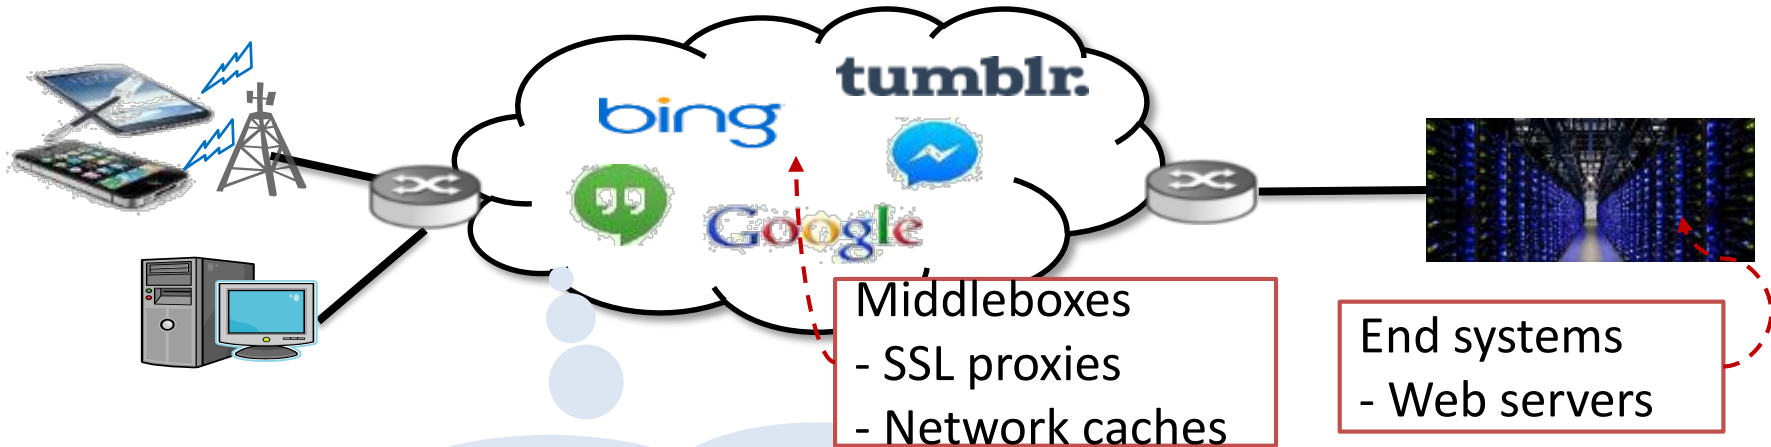 tumblr.
bing
Google
Middleboxes
- SSL proxies
- Network caches
End systems
- Web servers